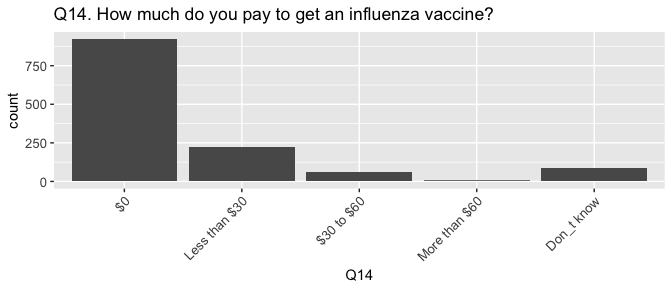 Q14. How much do you pay to get an influenza vaccine?
count
750
500
250
0
$0
Less than $30
$30 to $60
More than $60
Don_t know
Q14